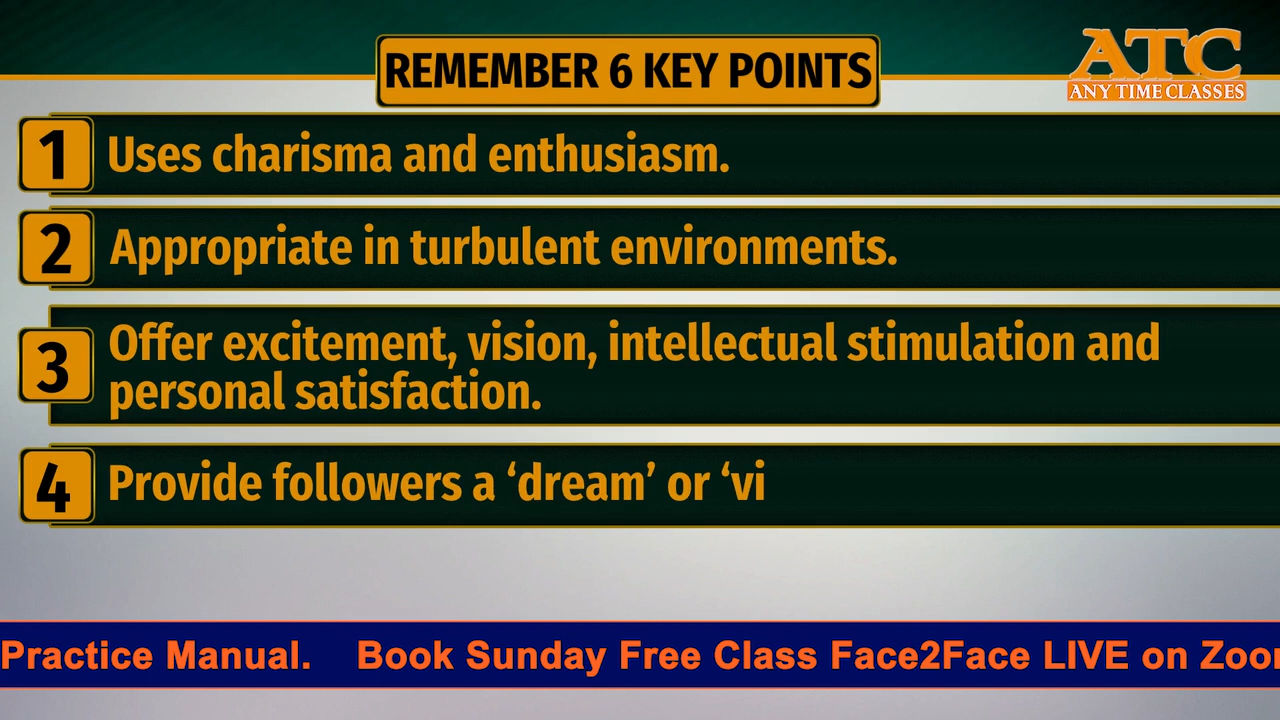 REMEMBER 6 KEY POINTS
ATC
ANY TIME CLASSES
1 Uses charisma and enthusiasm.
2 Appropriate in turbulent environments.
3 Offer excitement, vision, intellectual stimulation and
personal satisfaction.
4 Provide followers a ‘dream’ or ‘vi
Practice Manual. Book Sunday Free Class Face2Face LIVE on Zoo